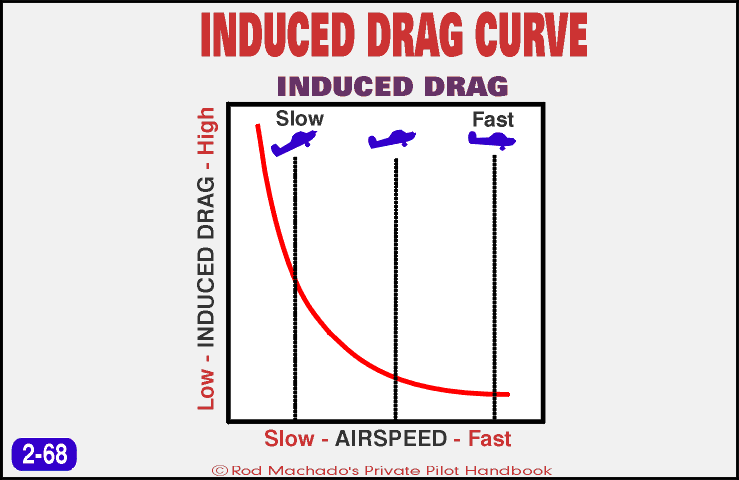 INDUCED DRAG CURVE
INDUCED DRAG
Slow Fast
Low - INDUCED DRAG - High
Slow - AIRSPEED - Fast
2-68
©Rod Machado's Private Pilot Handbook